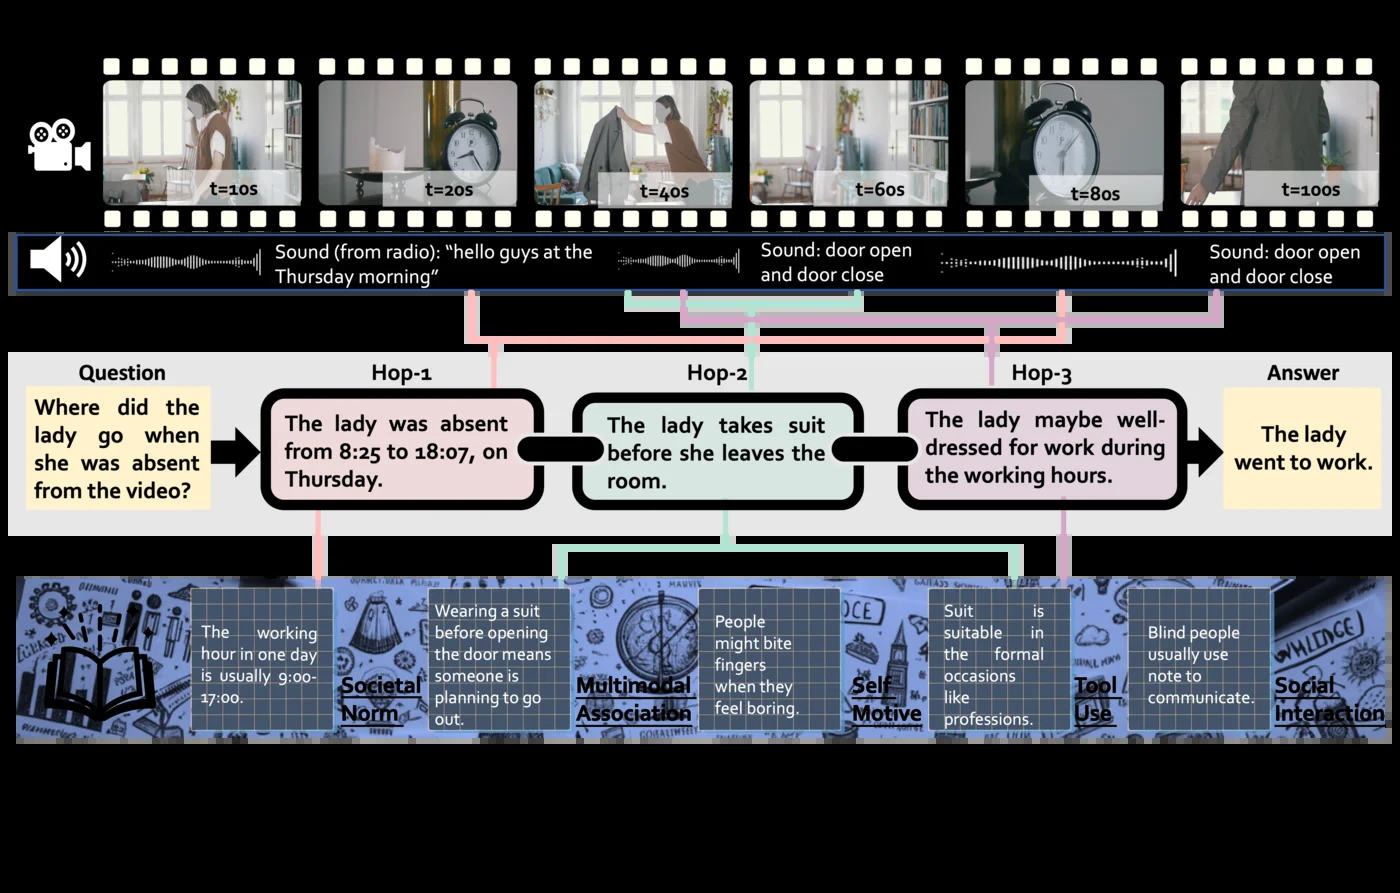 t=10s
t=20s
t=40s
t=60s
t=80s
t=100s
Sound (from radio): “hello guys at the
Thursday morning”
Sound: door open
and door close
Sound: door open
and door close
Question
Where did the
lady go when
she was absent
from the video?
Hop-1
The lady was absent
from 8:25 to 18:07, on
Thursday.
Hop-2
The lady takes suit
before she leaves the
room.
Hop-3
The lady maybe well-
dressed for work during
the working hours.
Answer
The lady
went to work.
The working
hour in one day
is usually 9:00-
17:00.
Societal
Norm
Wearing a suit
before opening
the door means
someone is
planning to go
out.
Multimodal
Association
People
might bite
fingers
when they
feel boring.
Self
Motive
Suit is
suitable in
the formal
occasions
like
professions.
Tool
Use
Blind people
usually use
note to
communicate.
Social
Interaction